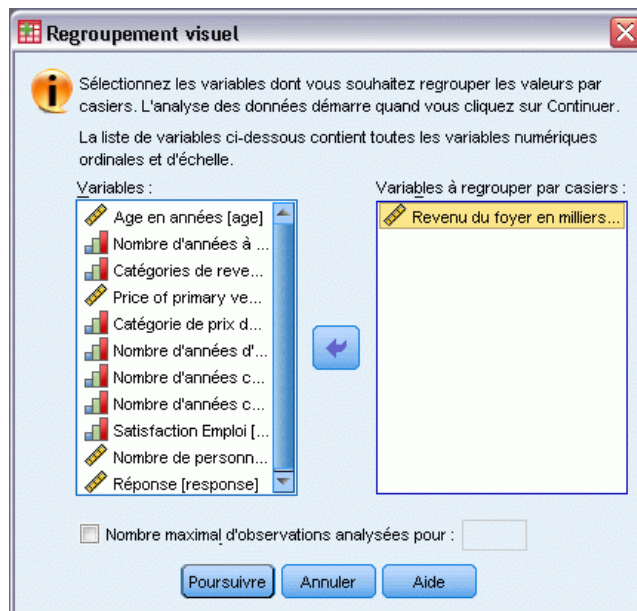 Regroupement visuel
Sélectionnez les variables dont vous souhaitez regrouper les valeurs par
casiers. L'analyse des données démarre quand vous cliquez sur Continuer.
La liste de variables ci-dessous contient toutes les variables numériques
ordinales et d'échelle.
Variables :
Age en années [age]
Nombre d'années à ...
Catégories de reve...
Price of primary ve...
Catégorie de prix d...
Nombre d'années d'...
Nombre d'années c...
Nombre d'années c...
Satisfaction Emploi [...
Nombre de personn...
Réponse [response]
Variables à regrouper par casiers :
Revenu du foyer en milliers...
Nombre maximal d'observations analysées pour :
Poursuivre
Annuler
Aide